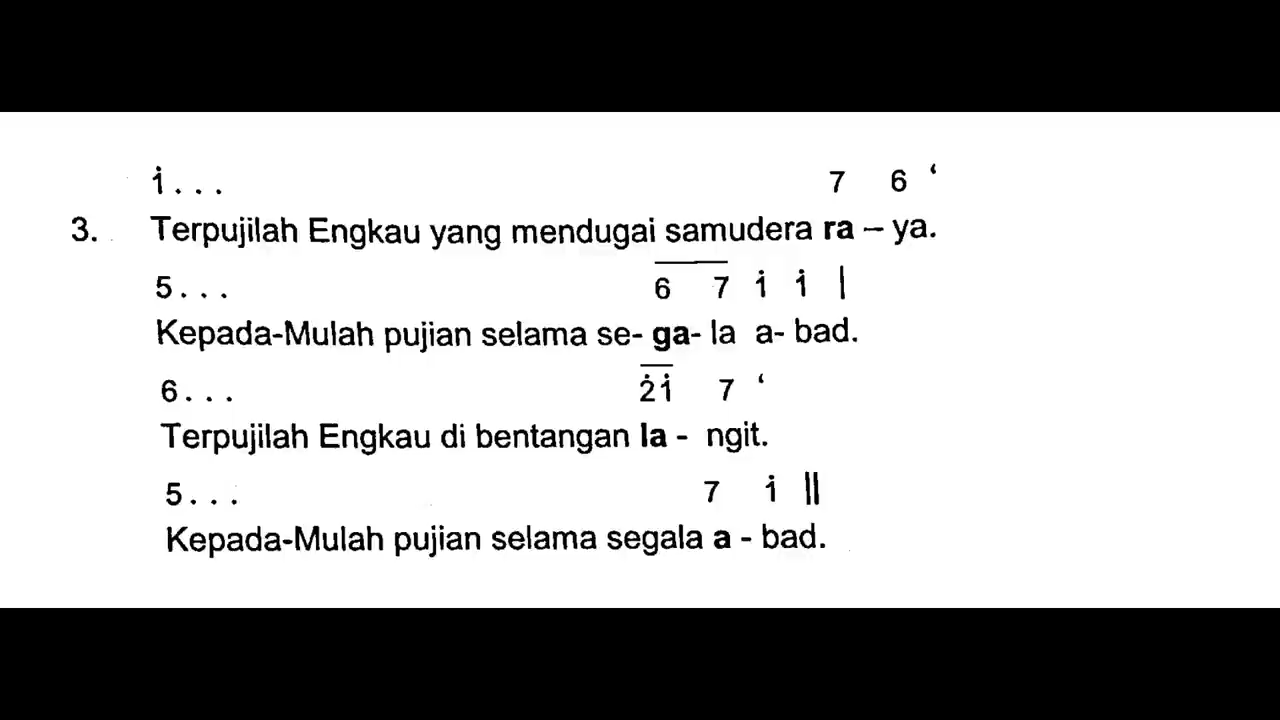 i̇ . . . 7 6 ‘
3. Terpujilah Engkau yang mendugai samudera ra – ya.
5 . . . 6 7 i̇ i̇ |
Kepada-Mulah pujian selama se- ga- la a- bad.
6 . . . 2̇1̇ 7 ‘
Terpujilah Engkau di bentangan la - ngit.
5 . . . 7 i̇ ||
Kepada-Mulah pujian selama segala a - bad.